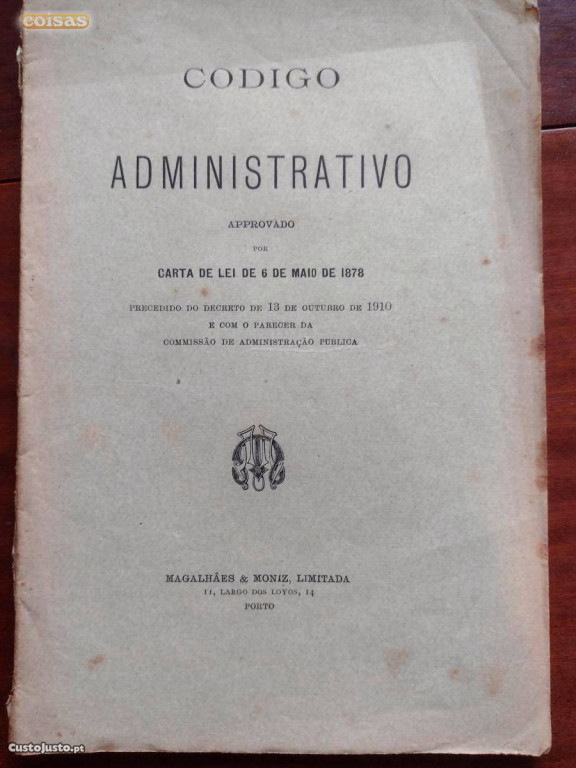 coisas
CODIGO
ADMINISTRATIVO
APPROVADO
POR
CARTA DE LEI DE 6 DE MAIO DE 1878
PRECEDIDO DO DECRETO DE 13 DE OUTUBRO DE 1910
E COM O PARECER DA
COMMISSÃO DE ADMINISTRAÇÃO PUBLICA
MAGALHÃES & MONIZ, LIMITADA
11, LARGO DOS LOYOS, 14
PORTO
CustoJusto.pt